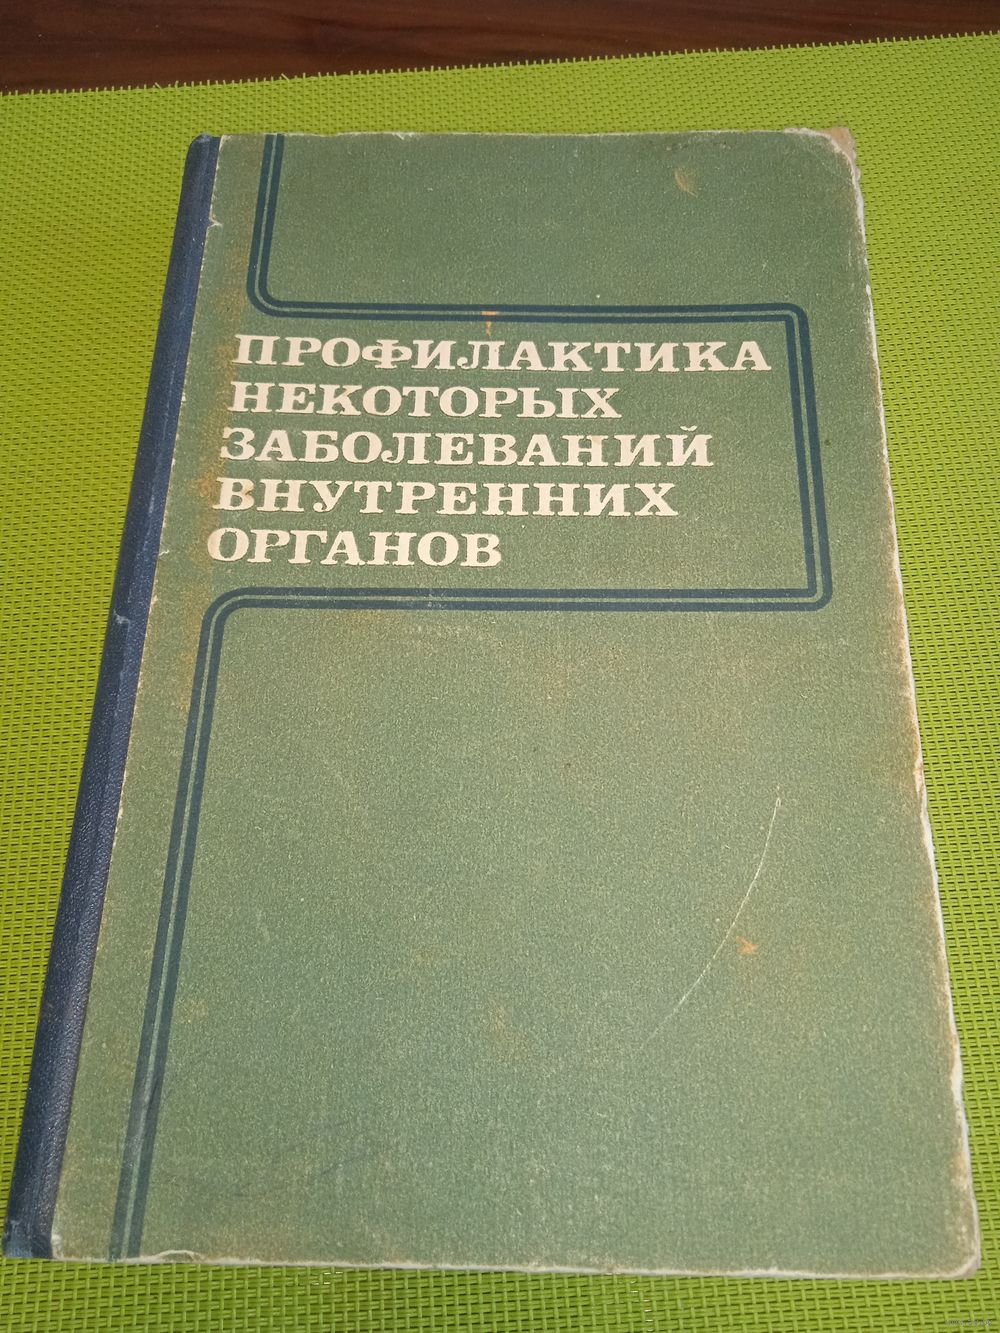 ПРОФИЛАКТИКА
НЕКОТОРЫХ
ЗАБОЛЕВАНИЙ
ВНУТРЕННИХ
ОРГАНОВ